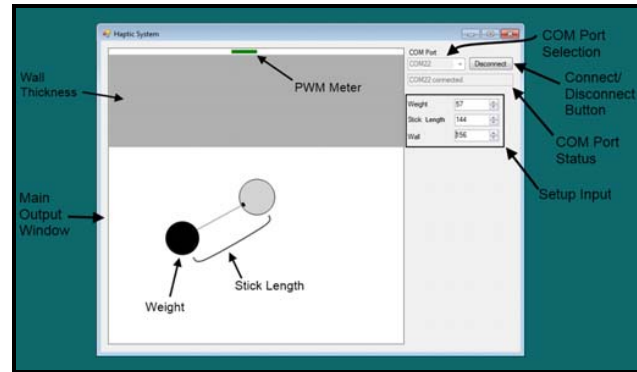 Haptic System
COM Port
COM22
Disconnect
COM22 connected
Weight 57
Stick Length 144
Wall 156
PWM Meter
Wall
Thickness
Main
Output
Window
Weight
Stick Length
COM Port
Selection
Connect/
Disconnect
Button
COM Port
Status
Setup Input